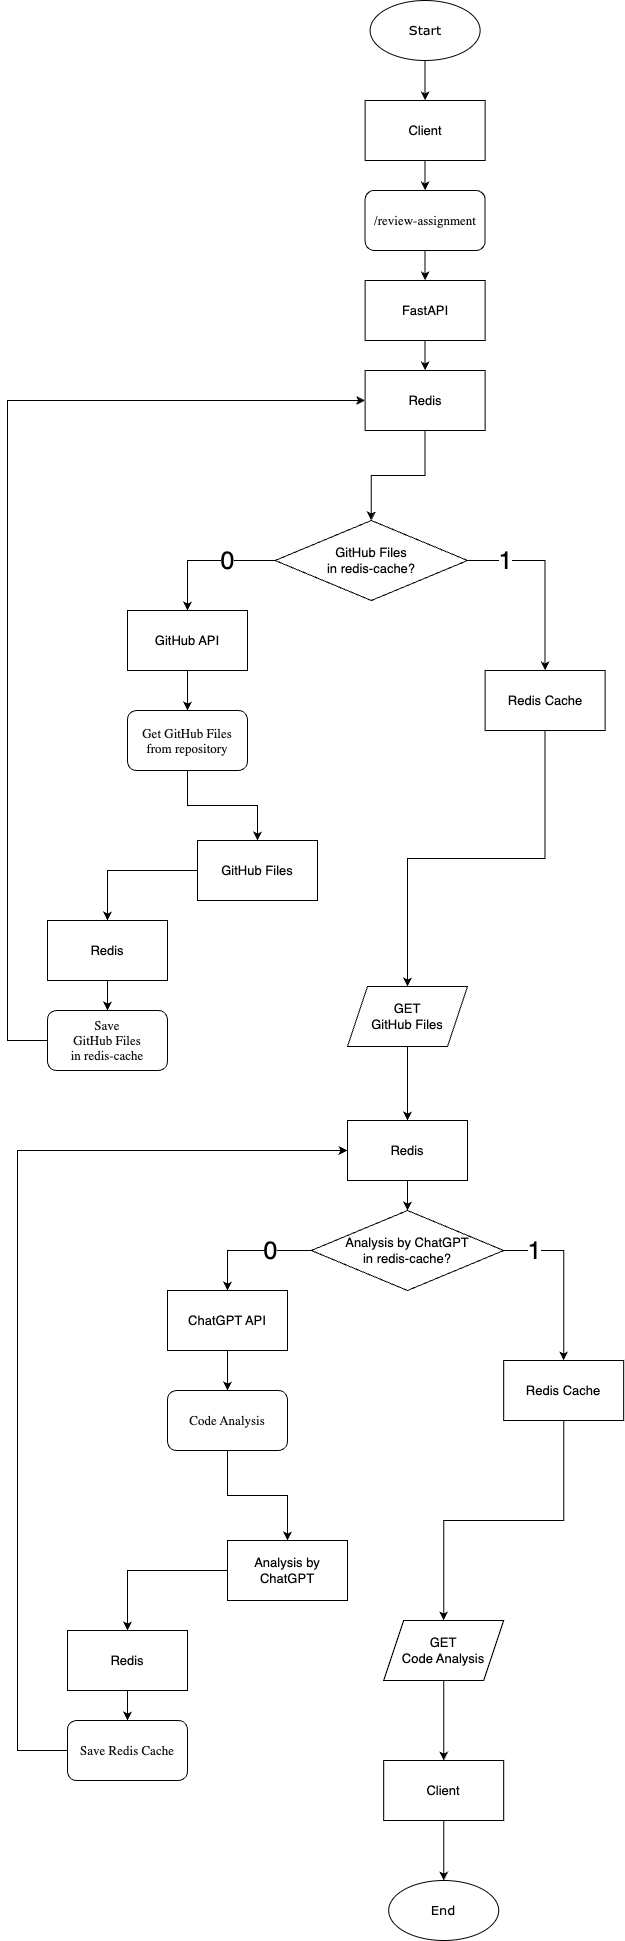 Start
Client
/review-assignment
FastAPI
Redis
GitHub Files
in redis-cache?
0
1
GitHub API
Redis Cache
Get GitHub Files
from repository
GitHub Files
Redis
Save
GitHub Files
in redis-cache
GET
GitHub Files
Redis
Analysis by ChatGPT
in redis-cache?
0
1
ChatGPT API
Redis Cache
Code Analysis
Analysis by
ChatGPT
Redis
GET
Code Analysis
Save Redis Cache
Client
End